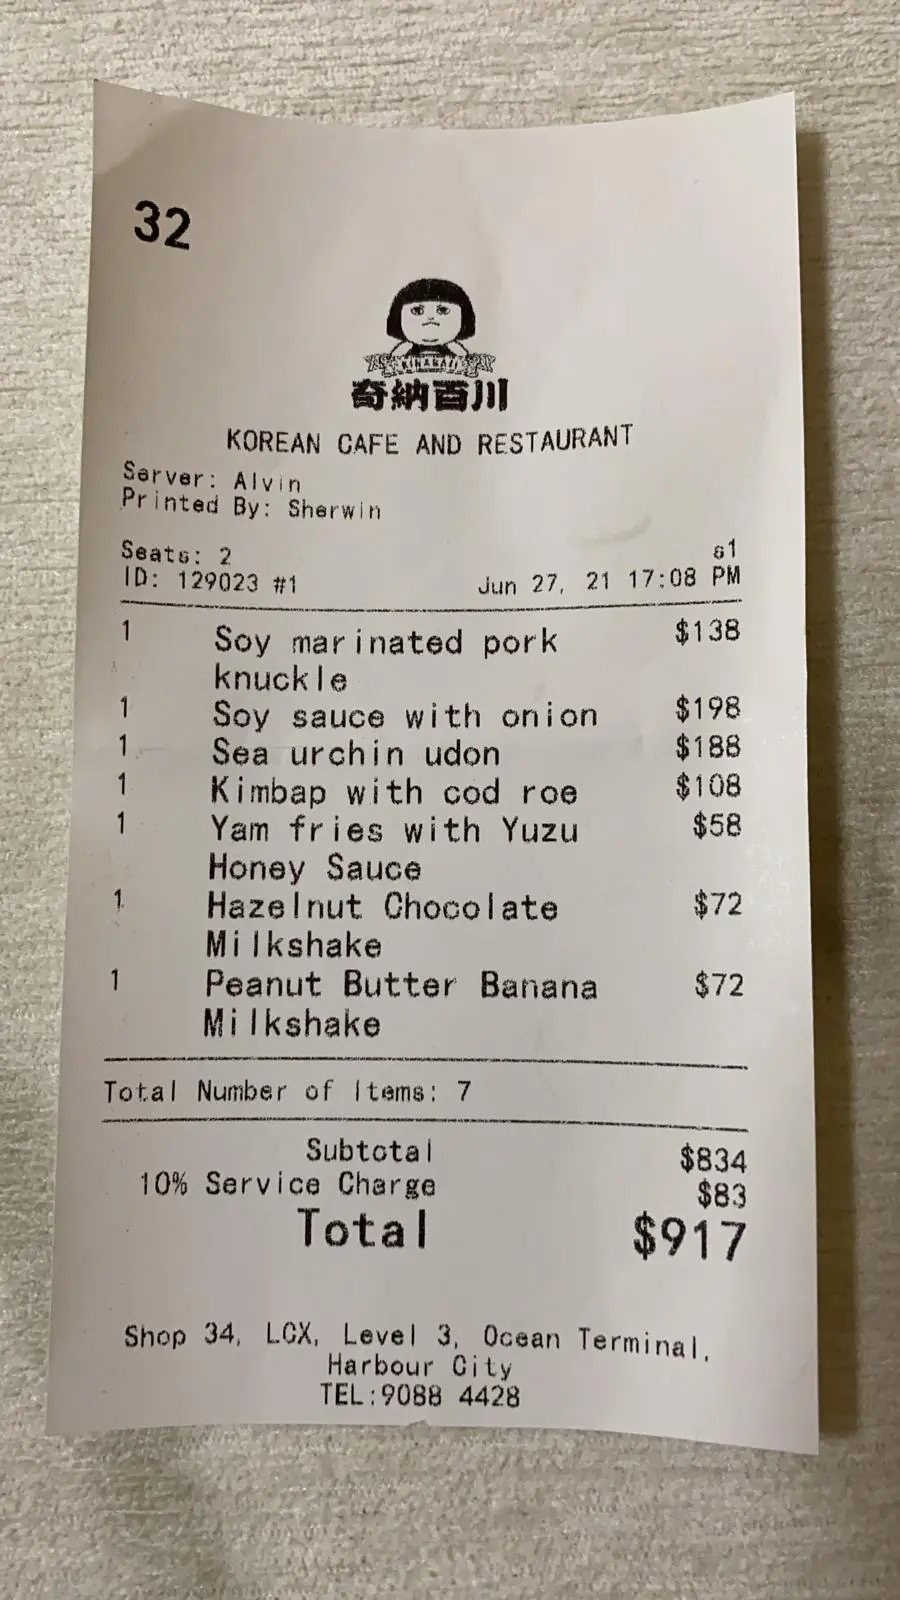 32
奇納百川
KOREAN CAFE AND RESTAURANT
Server: Alvin
Printed By: Sherwin
Seats: 2 s1
ID: 129023 #1 Jun 27, 21 17:08 PM
1 Soy marinated pork $138
knuckle
1 Soy sauce with onion $198
1 Sea urchin udon $188
1 Kimbap with cod roe $108
1 Yam fries with Yuzu $58
Honey Sauce
1 Hazelnut Chocolate $72
Milkshake
1 Peanut Butter Banana $72
Milkshake
Total Number of Items: 7
Subtotal $834
10% Service Charge $83
Total $917
Shop 34, LCX, Level 3, Ocean Terminal,
Harbour City
TEL:9088 4428